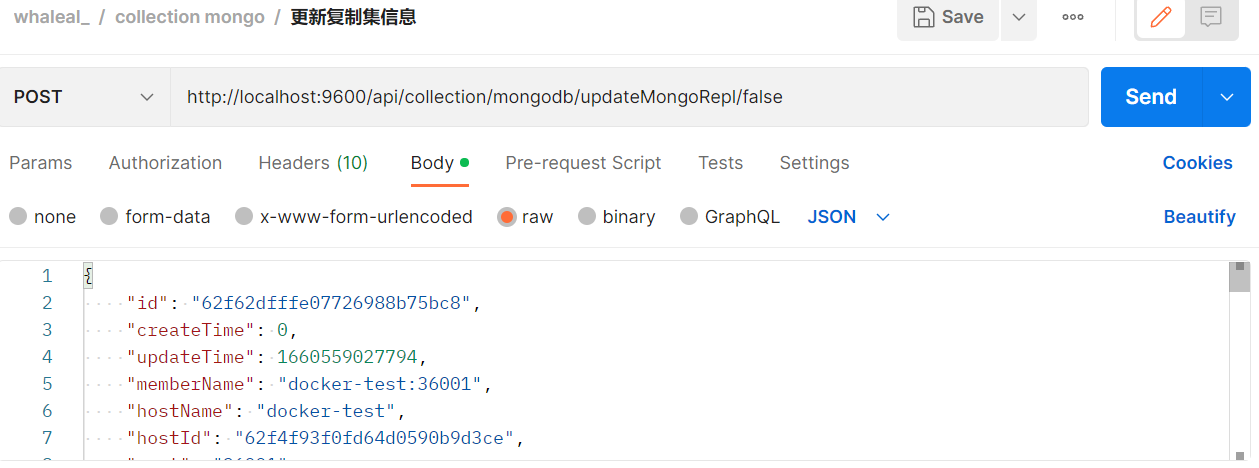 whaleal_ / collection mongo / 更新复制集信息
Save
POST
http://localhost:9600/api/collection/mongodb/updateMongoRepl/false
Send
Params Authorization Headers (10) Body Pre-request Script Tests Settings Cookies
none form-data x-www-form-urlencoded raw binary GraphQL JSON Beautify
1 {
2 "id": "62f62dfffe07726988b75bc8",
3 "createTime": 0,
4 "updateTime": 1660559027794,
5 "memberName": "docker-test:36001",
6 "hostName": "docker-test",
7 "hostId": "62f4f93f0fd64d0590b9d3ce",